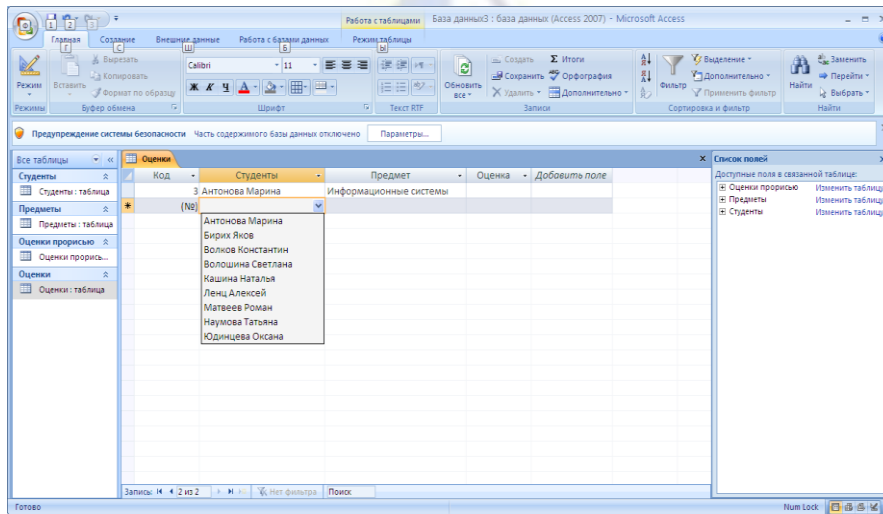 1 2 3
Работа с таблицами
База данных3 : база данных (Access 2007) - Microsoft Access
Главная Создание Внешние данные Работа с базами данных Режим таблицы
Г С Ш Б Ы
Режим
Режимы
Вставить
Вырезать
Копировать
Формат по образцу
Буфер обмена
Calibri 11
Ж К Ч
Шрифт
Текст RTF
Обновить все
Создать
Сохранить
Удалить
Σ Итоги
Орфография
Дополнительно
Записи
Фильтр
Выделение
Дополнительно
Применить фильтр
Сортировка и фильтр
Найти
Заменить
Перейти
Выбрать
Найти
Предупреждение системы безопасности Часть содержимого базы данных отключено Параметры...
Все таблицы
Студенты
Студенты : таблица
Предметы
Предметы : таблица
Оценки прорисью
Оценки прорись...
Оценки
Оценки : таблица
Оценки
Код Студенты Предмет Оценка Добавить поле
3 Антонова Марина Информационные системы
* (№)
Антонова Марина
Бирих Яков
Волков Константин
Волошина Светлана
Кашина Наталья
Ленц Алексей
Матвеев Роман
Наумова Татьяна
Юдинцева Оксана
Список полей
Доступные поля в связанной таблице:
Оценки прорисью Изменить таблицу
Предметы Изменить таблицу
Студенты Изменить таблицу
Запись: 2 из 2 Нет фильтра Поиск
Готово
Num Lock